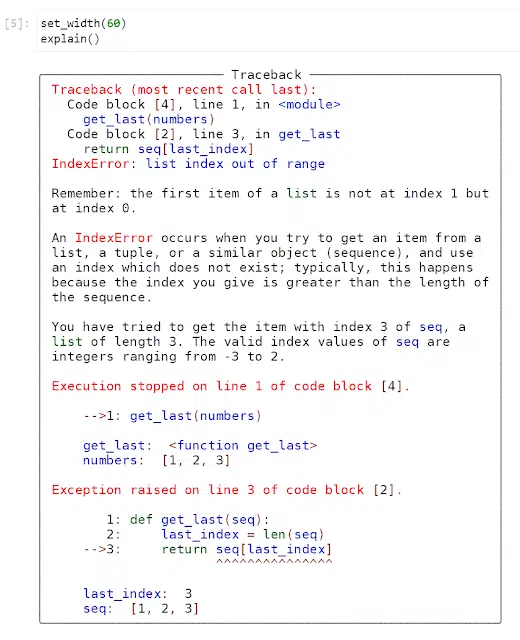 [5]: set_width(60)
explain()
Traceback
Traceback (most recent call last):
Code block [4], line 1, in <module>
get_last(numbers)
Code block [2], line 3, in get_last
return seq[last_index]
IndexError: list index out of range
Remember: the first item of a list is not at index 1 but
at index 0.
An IndexError occurs when you try to get an item from a
list, a tuple, or a similar object (sequence), and use
an index which does not exist; typically, this happens
because the index you give is greater than the length of
the sequence.
You have tried to get the item with index 3 of seq, a
list of length 3. The valid index values of seq are
integers ranging from -3 to 2.
Execution stopped on line 1 of code block [4].
-->1: get_last(numbers)
get_last:  <function get_last>
numbers:  [1, 2, 3]
Exception raised on line 3 of code block [2].
1: def get_last(seq):
2:     last_index = len(seq)
-->3:     return seq[last_index]
^^^^^^^^^^^^^^^
last_index:  3
seq:  [1, 2, 3]